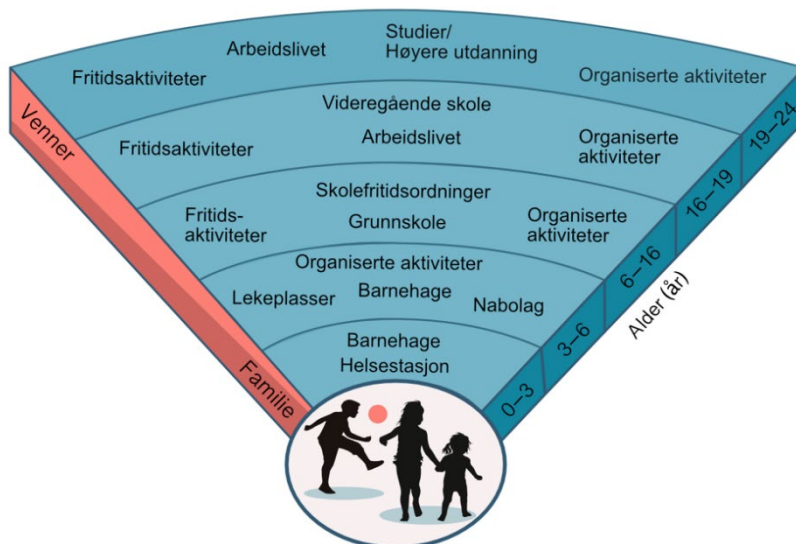 Studier/
Høyere utdanning
Arbeidslivet
Fritidsaktiviteter
Organiserte aktiviteter
Videregående skole
Arbeidslivet
Fritidsaktiviteter
Organiserte
aktiviteter
Skolefritidsordninger
Grunnskole
Fritids-
aktiviteter
Organiserte
aktiviteter
Organiserte aktiviteter
Lekeplasser
Barnehage
Nabolag
Barnehage
Helsestasjon
Venner
Familie
19–24
16–19
6–16
3–6
0–3
Alder (år)